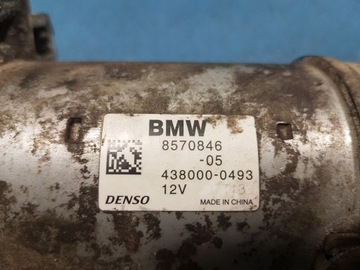 BMW
8570846
-05
438000-0493
12V
DENSO
MADE IN CHINA